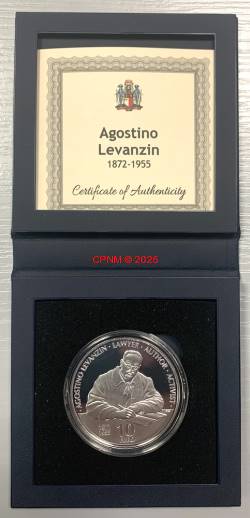 Agostino
Levanzin
1872-1955
Certificate of Authenticity
CPNM © 2025
· AGOSTINO LEVANZIN · LAWYER · AUTHOR · ACTIVIST ·
10